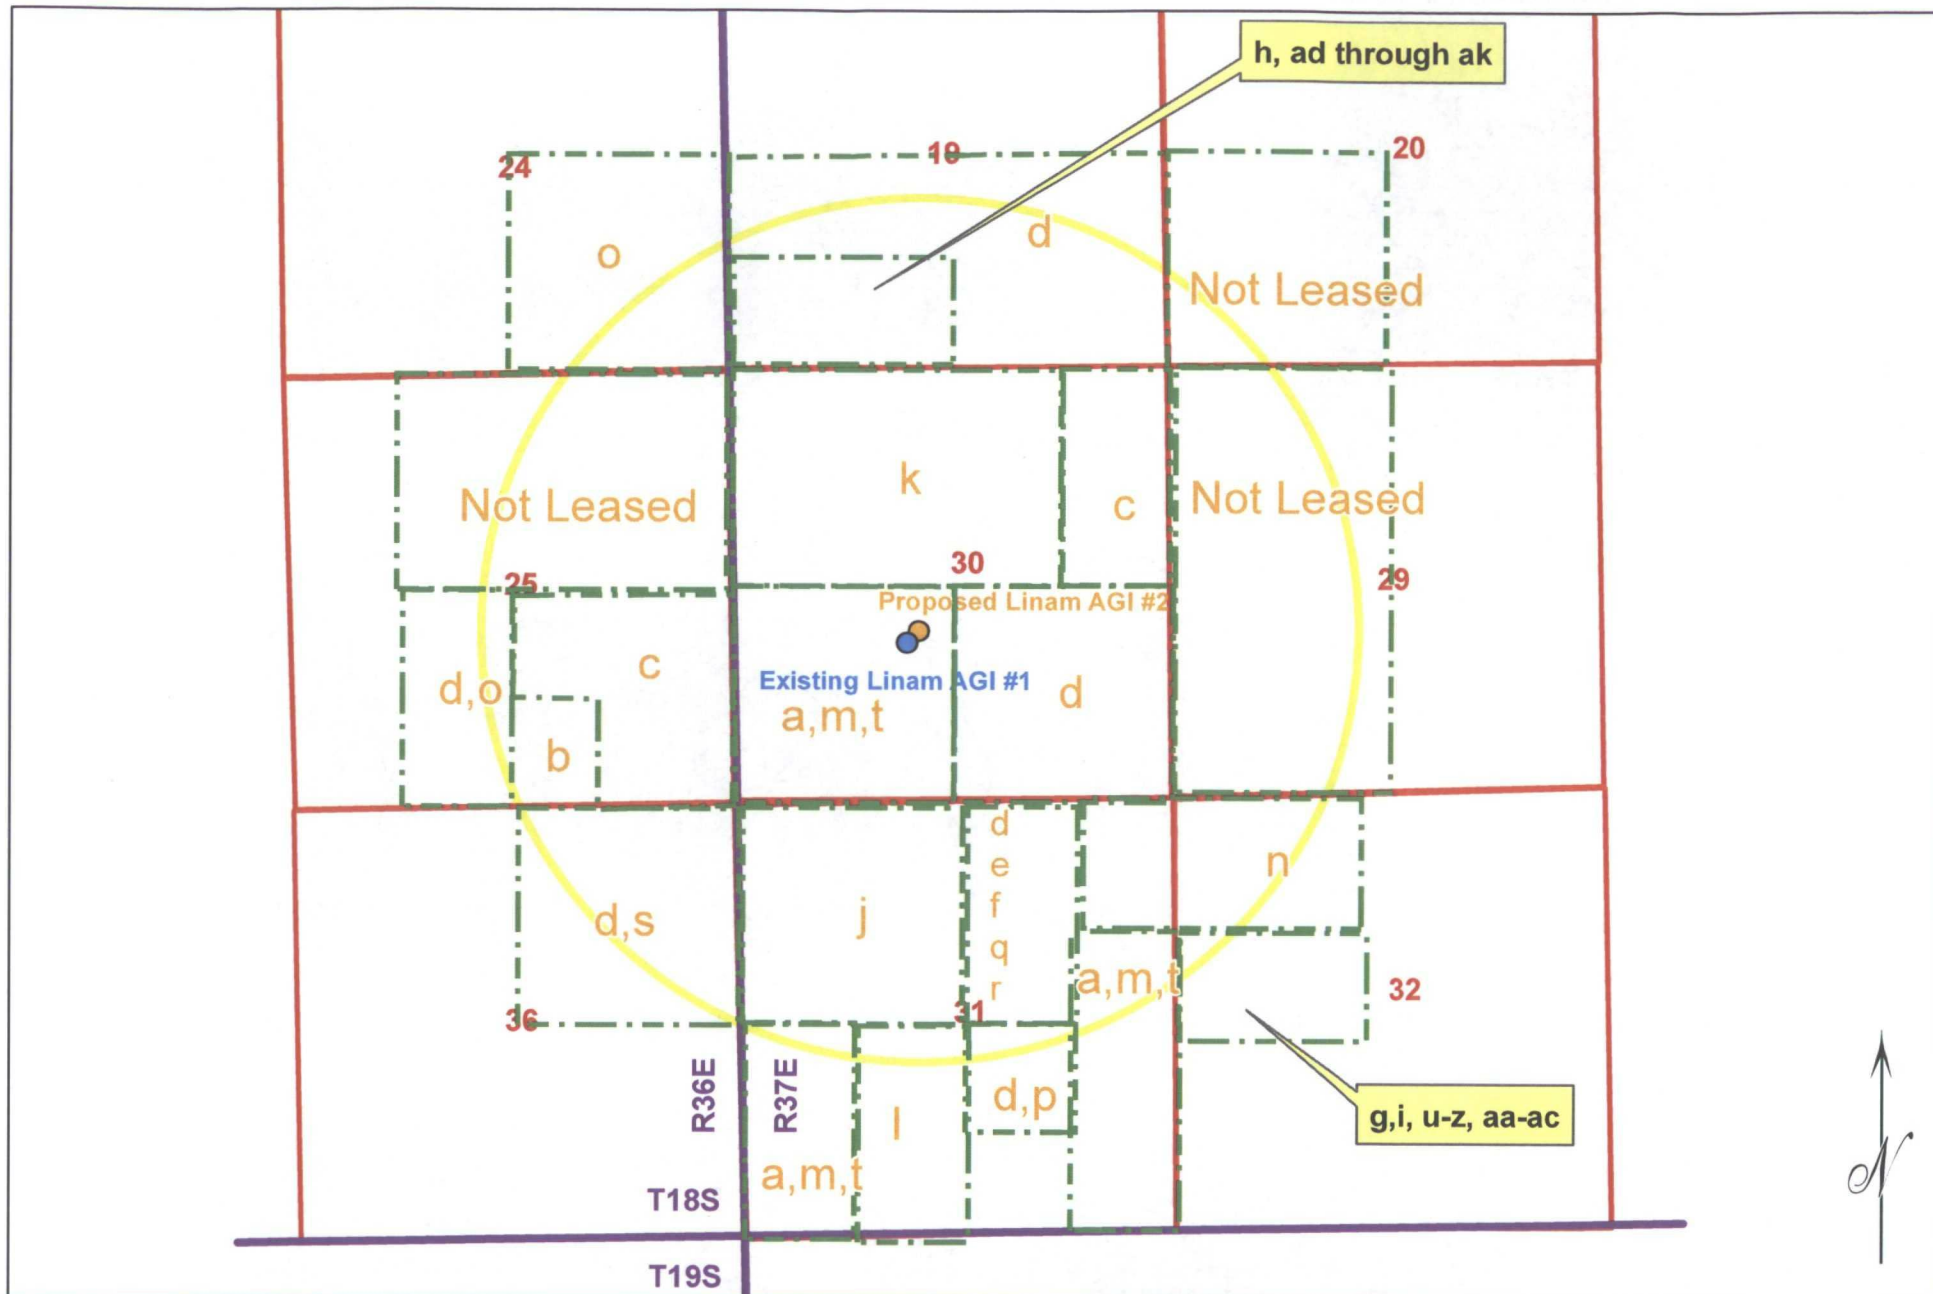 h, ad through ak
24
19
20
o
d
Not Leased
k
Not Leased
c
Not Leased
30
25
29
Proposed Linam AGI #2
c
d,o
Existing Linam AGI #1
d
a,m,t
b
d
e
f
q
r
n
d,s
j
a,m,t
32
36
31
R36E
R37E
d,p
l
g,i, u-z, aa-ac
a,m,t
T18S
T19S
N